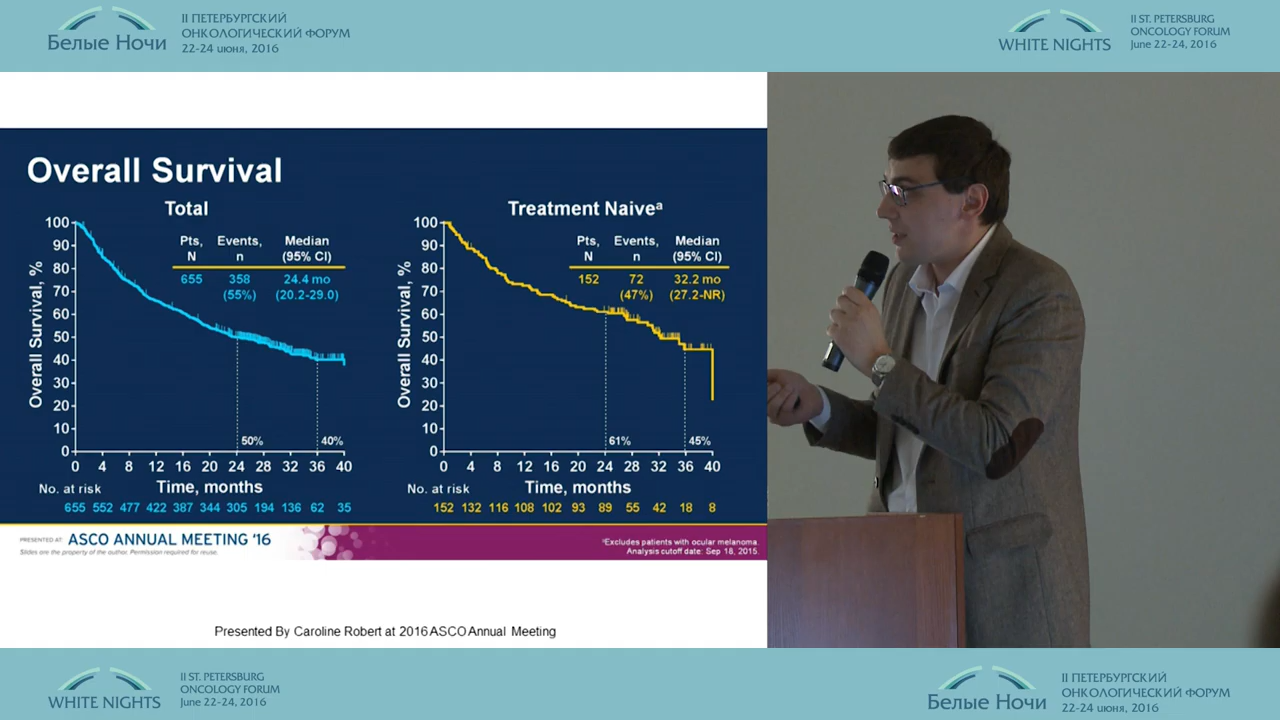 Белые Ночи
II ПЕТЕРБУРГСКИЙ
ОНКОЛОГИЧЕСКИЙ ФОРУМ
22-24 июня, 2016
WHITE NIGHTS
II ST. PETERSBURG
ONCOLOGY FORUM
June 22-24, 2016
Overall Survival
Total
Overall Survival, %
100
90
80
70
60
50
40
30
20
10
0
Pts, N Events, n Median (95% CI)
655 358 (55%) 24.4 mo (20.2-29.0)
50% 40%
0 4 8 12 16 20 24 28 32 36 40
No. at risk Time, months
655 552 477 422 387 344 305 194 136 62 35
Treatment Naiveᵃ
Overall Survival, %
100
90
80
70
60
50
40
30
20
10
0
Pts, N Events, n Median (95% CI)
152 72 (47%) 32.2 mo (27.2-NR)
61% 45%
0 4 8 12 16 20 24 28 32 36 40
No. at risk Time, months
152 132 116 108 102 93 89 55 42 18 8
PRESENTED AT: ASCO ANNUAL MEETING '16
Slides are the property of the author. Permission required for reuse.
ᵃExcludes patients with ocular melanoma.
Analysis cutoff date: Sep 18, 2015.
Presented By Caroline Robert at 2016 ASCO Annual Meeting
WHITE NIGHTS
II ST. PETERSBURG
ONCOLOGY FORUM
June 22-24, 2016
Белые Ночи
II ПЕТЕРБУРГСКИЙ
ОНКОЛОГИЧЕСКИЙ ФОРУМ
22-24 июня, 2016